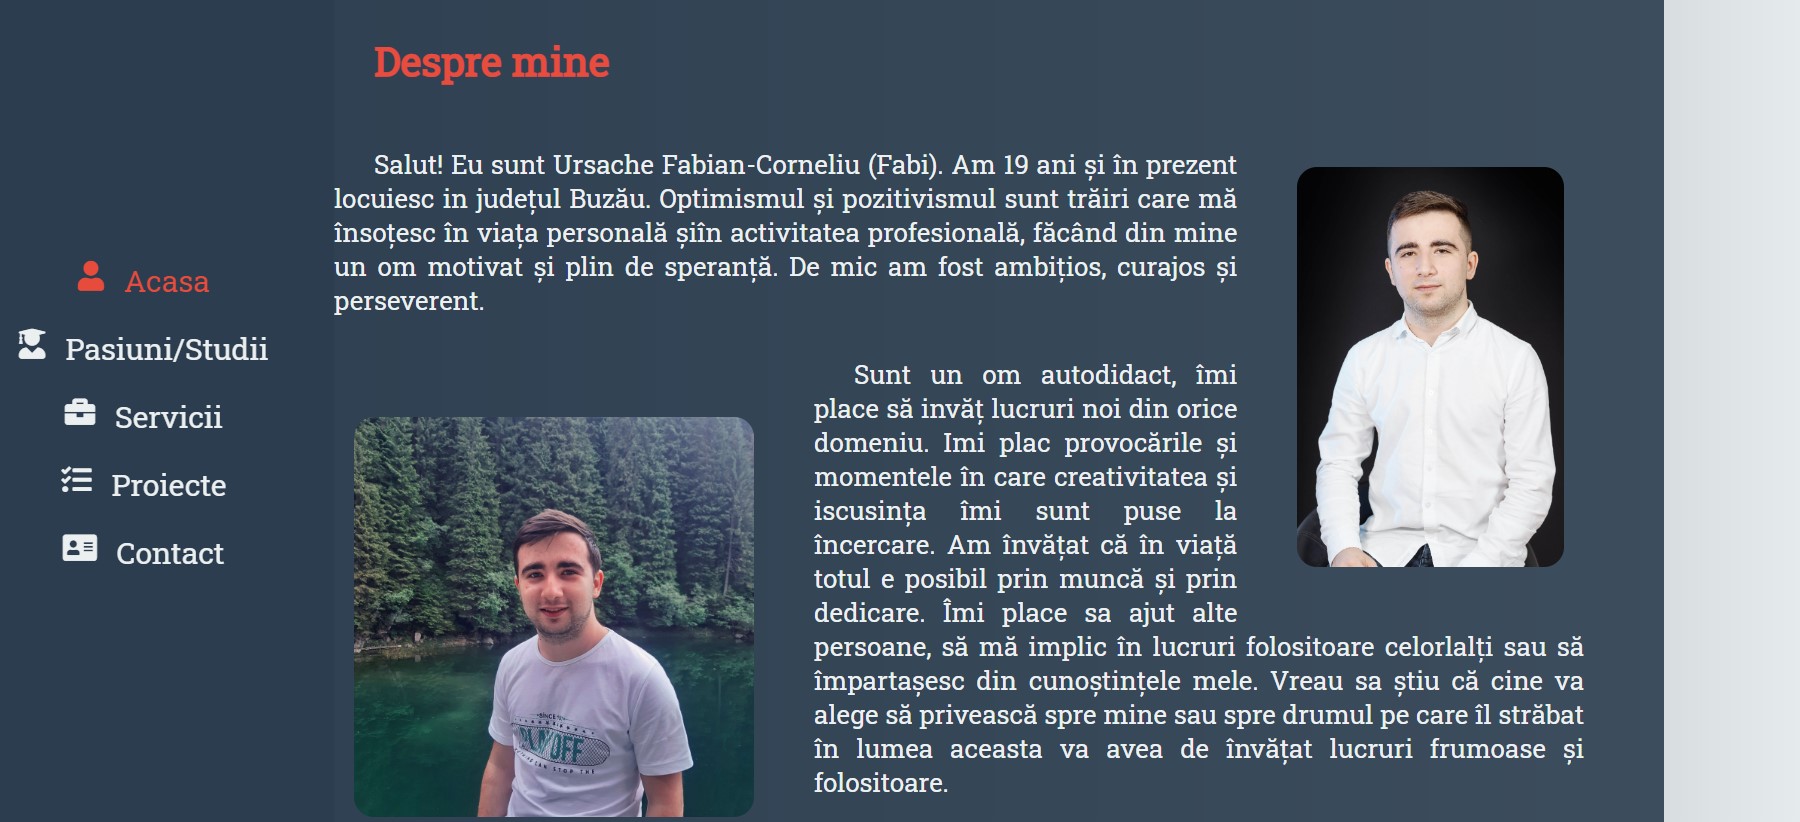 Despre mine
Salut! Eu sunt Ursache Fabian-Corneliu (Fabi). Am 19 ani și în prezent
locuiesc in județul Buzău. Optimismul și pozitivismul sunt trăiri care mă
însoțesc în viața personală șiîn activitatea profesională, făcând din mine
un om motivat și plin de speranță. De mic am fost ambițios, curajos și
perseverent.
Acasa
Pasiuni/Studii
Servicii
Proiecte
Contact
Sunt un om autodidact, îmi
place să invăț lucruri noi din orice
domeniu. Imi plac provocările și
momentele în care creativitatea și
iscusința îmi sunt puse la
încercare. Am învățat că în viață
totul e posibil prin muncă și prin
dedicare. Îmi place sa ajut alte
persoane, să mă implic în lucruri folositoare celorlalți sau să
împartașesc din cunoștințele mele. Vreau sa știu că cine va
alege să privească spre mine sau spre drumul pe care îl străbat
în lumea aceasta va avea de învățat lucruri frumoase și
folositoare.